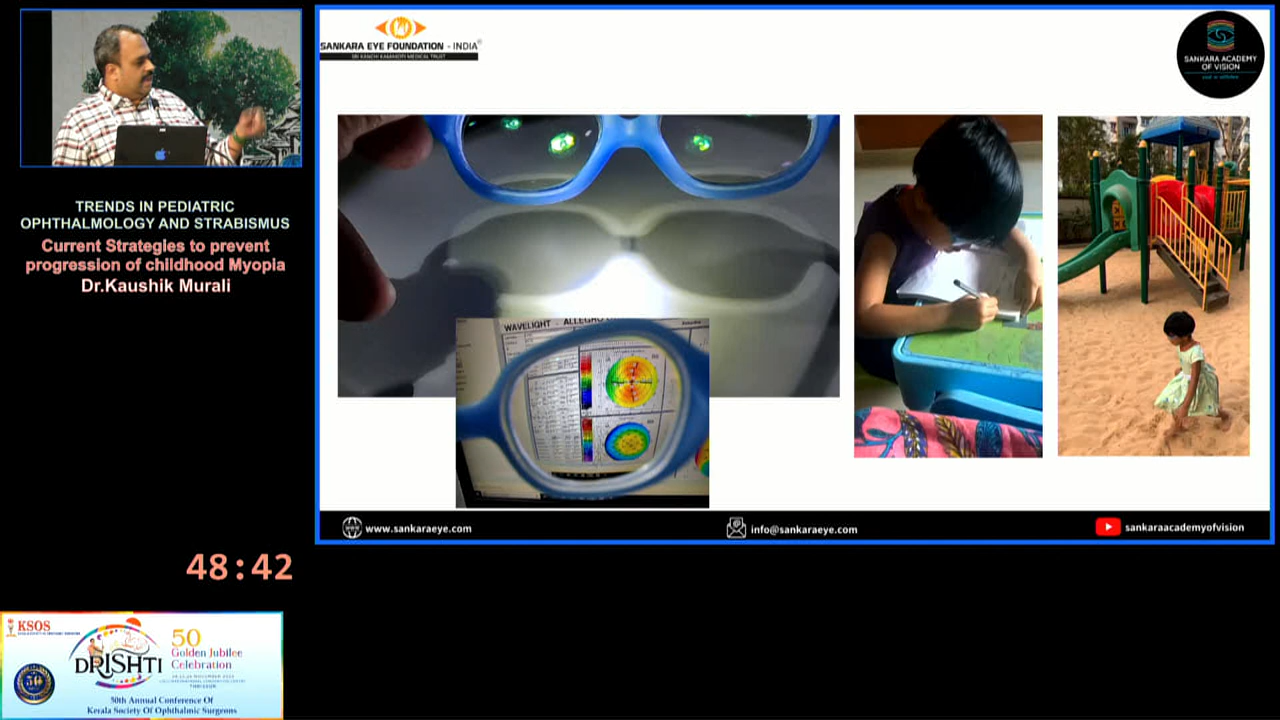 TRENDS IN PEDIATRIC
OPHTHALMOLOGY AND STRABISMUS
Current Strategies to prevent
progression of childhood Myopia
Dr.Kaushik Murali
48:42
KSOS
DRISHTI
50
Golden Jubilee
Celebration
THRISSUR
50
50th Annual Conference Of
Kerala Society Of Ophthalmic Surgeons
SANKARA EYE FOUNDATION - INDIA
SRI KANCHI KAMAKOTI MEDICAL TRUST
SANKARA ACADEMY
OF VISION
WAVELIGHT
www.sankaraeye.com
info@sankaraeye.com
sankaraacademyofvision